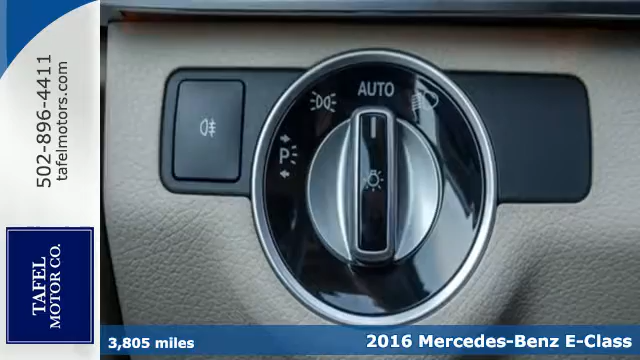 502-896-4411
tafelmotors.com
TAFEL
MOTOR CO.
AUTO
P
3,805 miles
2016 Mercedes-Benz E-Class